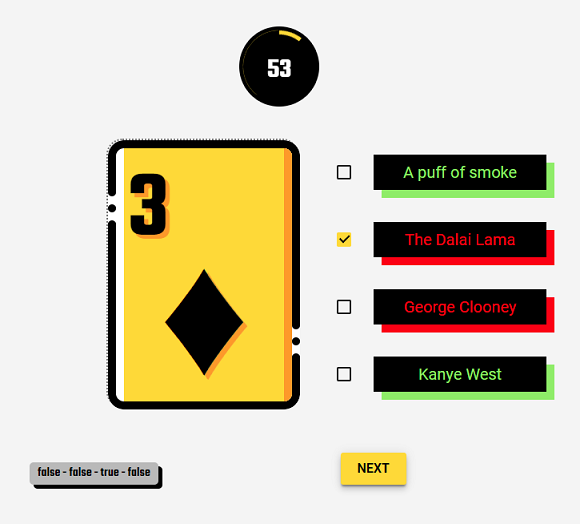 53
3
A puff of smoke
The Dalai Lama
George Clooney
Kanye West
false - false - true - false
NEXT